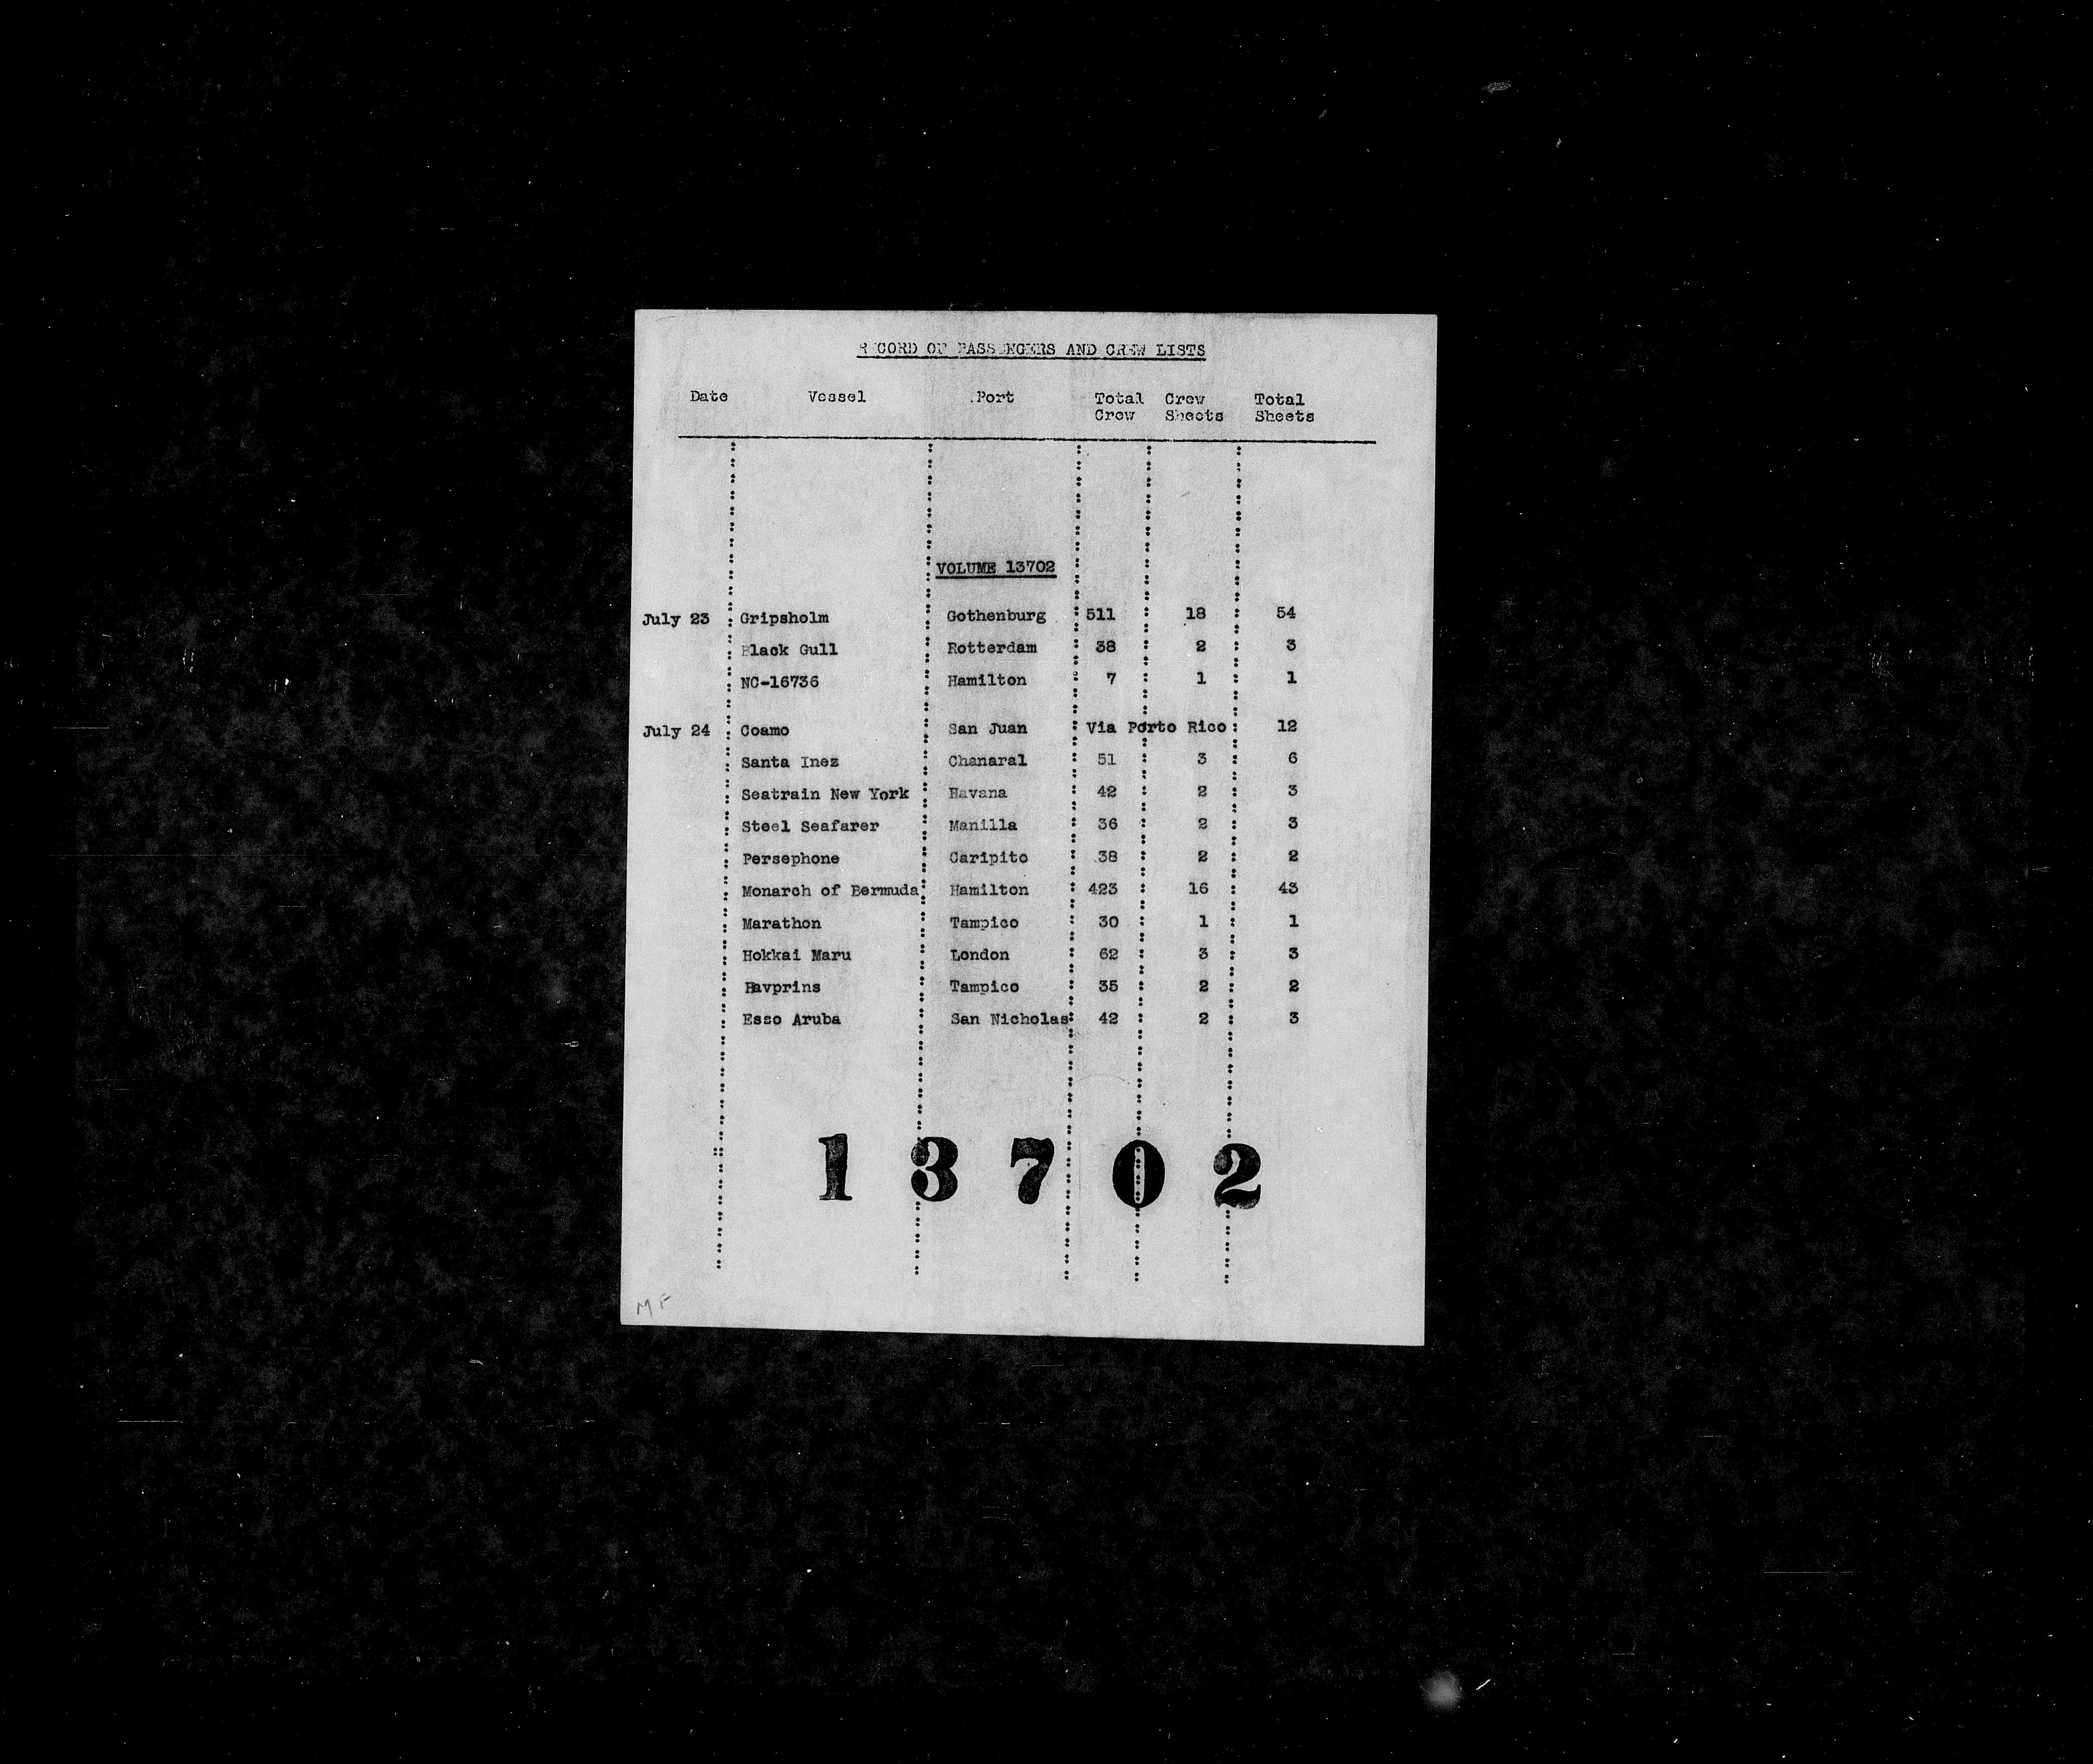 RECORD OF PASSENGERS AND CREW LISTS
Date Vessel Port Total Crew Crew Sheets Total Sheets
VOLUME 13702
July 23 Gripsholm Gothenburg 511 18 54
Black Gull Rotterdam 38 2 3
NC-16736 Hamilton 7 1 1
July 24 Coamo San Juan Via Porto Rico 12
Santa Inez Chanaral 51 3 6
Seatrain New York Havana 42 2 3
Steel Seafarer Manilla 36 2 3
Persephone Caripito 38 2 2
Monarch of Bermuda Hamilton 423 16 43
Marathon Tampico 30 1 1
Hokkai Maru London 62 3 3
Havprins Tampico 35 2 2
Esso Aruba San Nicholas 42 2 3
13702
MF